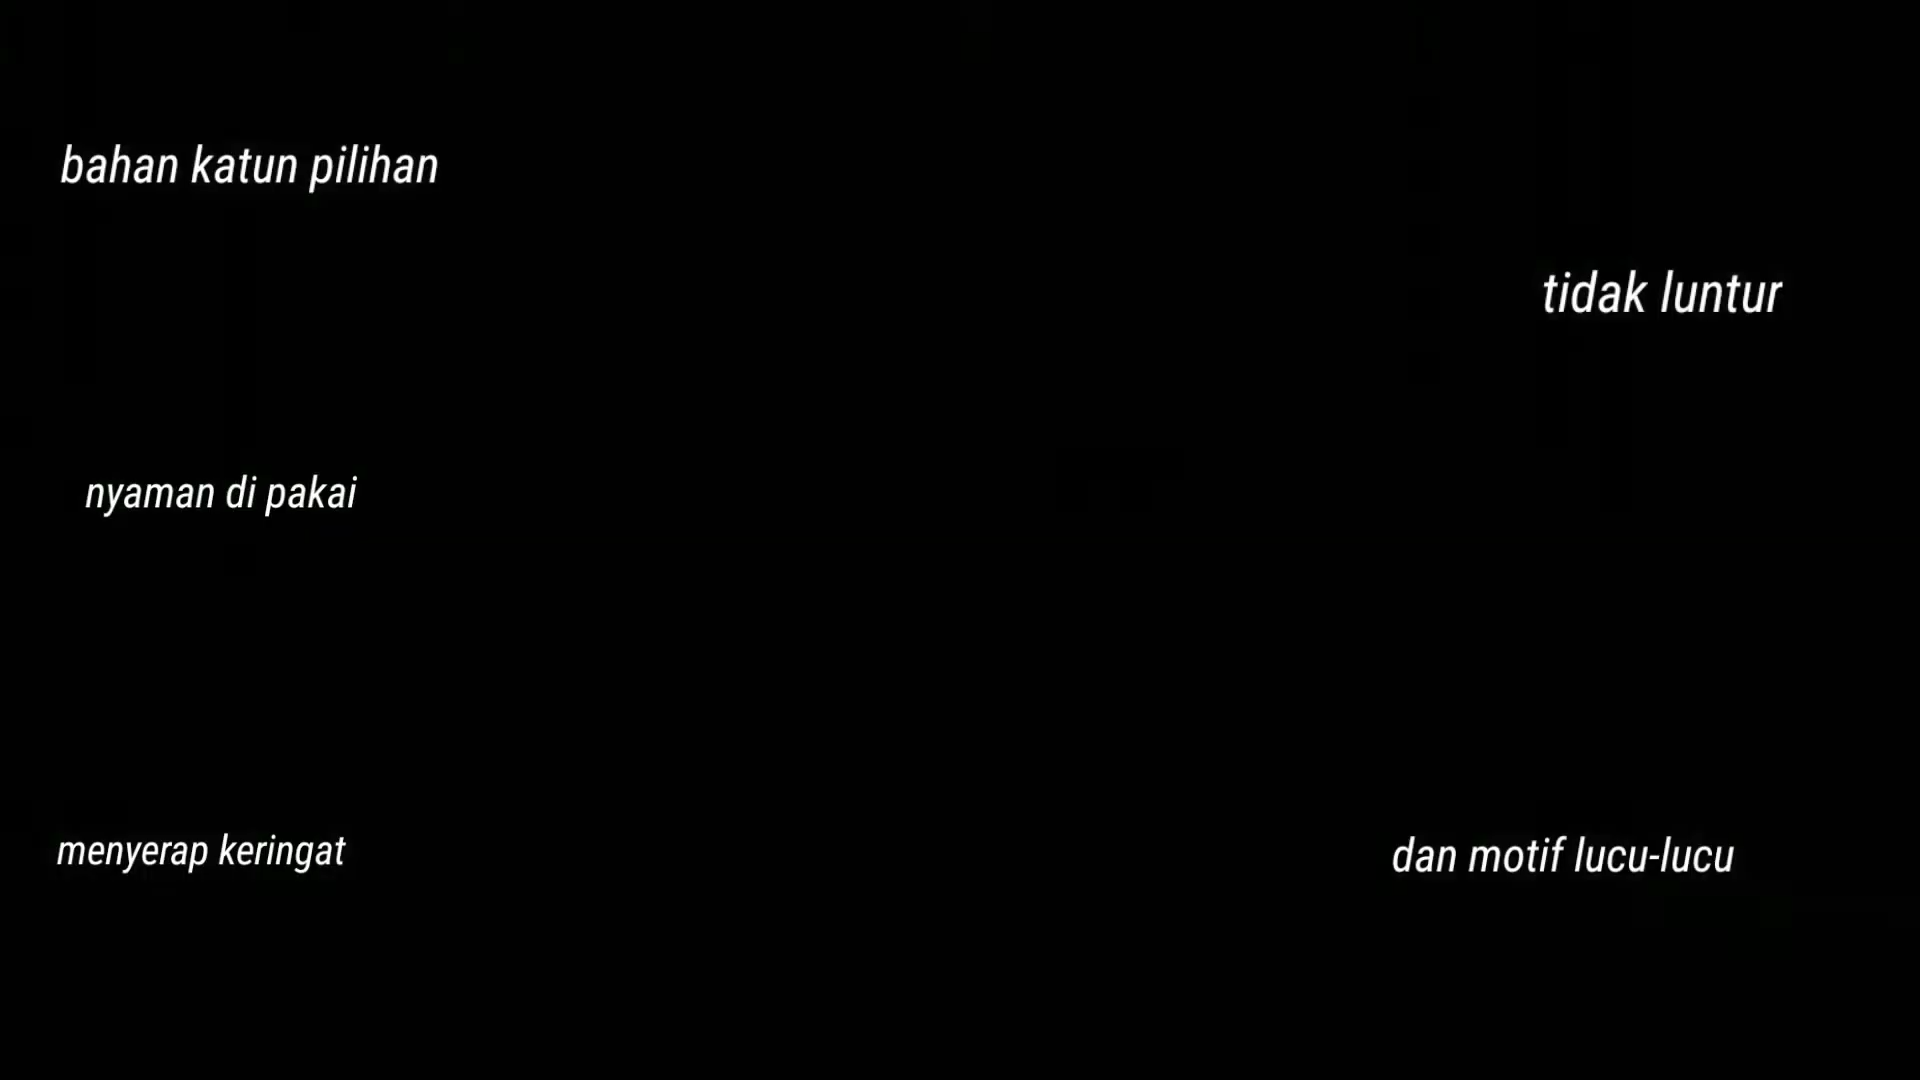 bahan katun pilihan
tidak luntur
nyaman di pakai
menyerap keringat
dan motif lucu-lucu